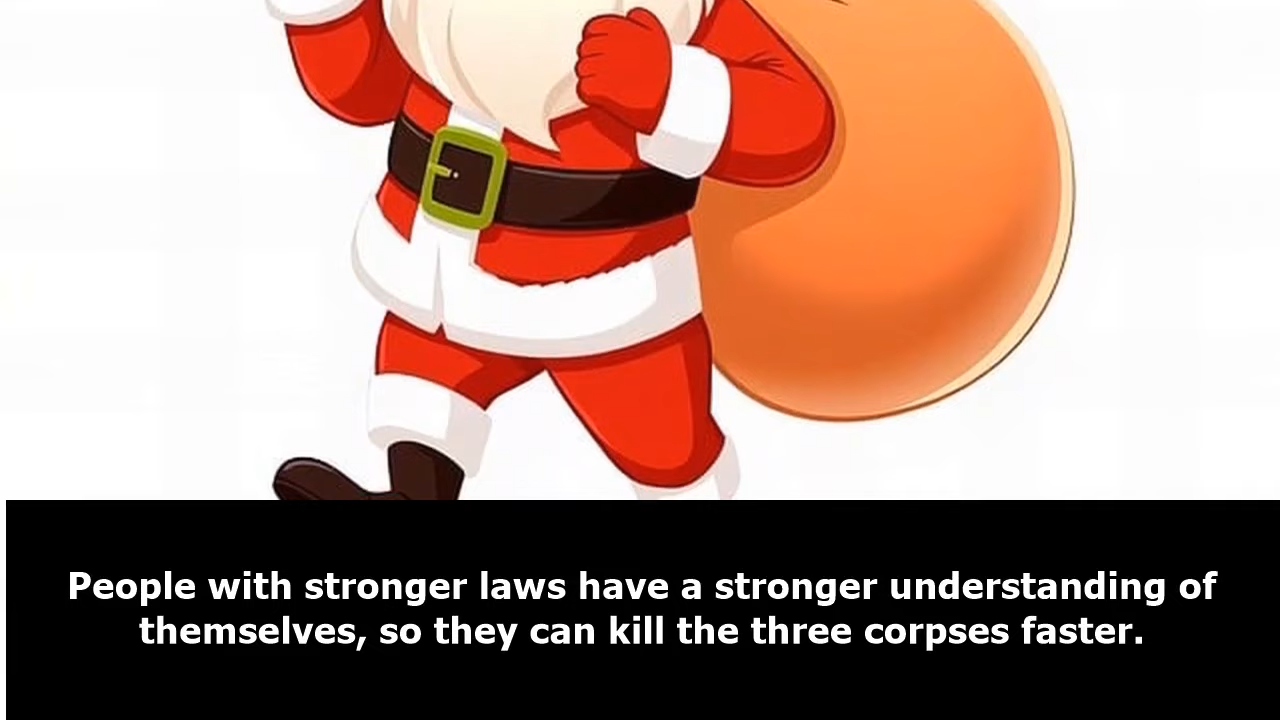 People with stronger laws have a stronger understanding of
themselves, so they can kill the three corpses faster.